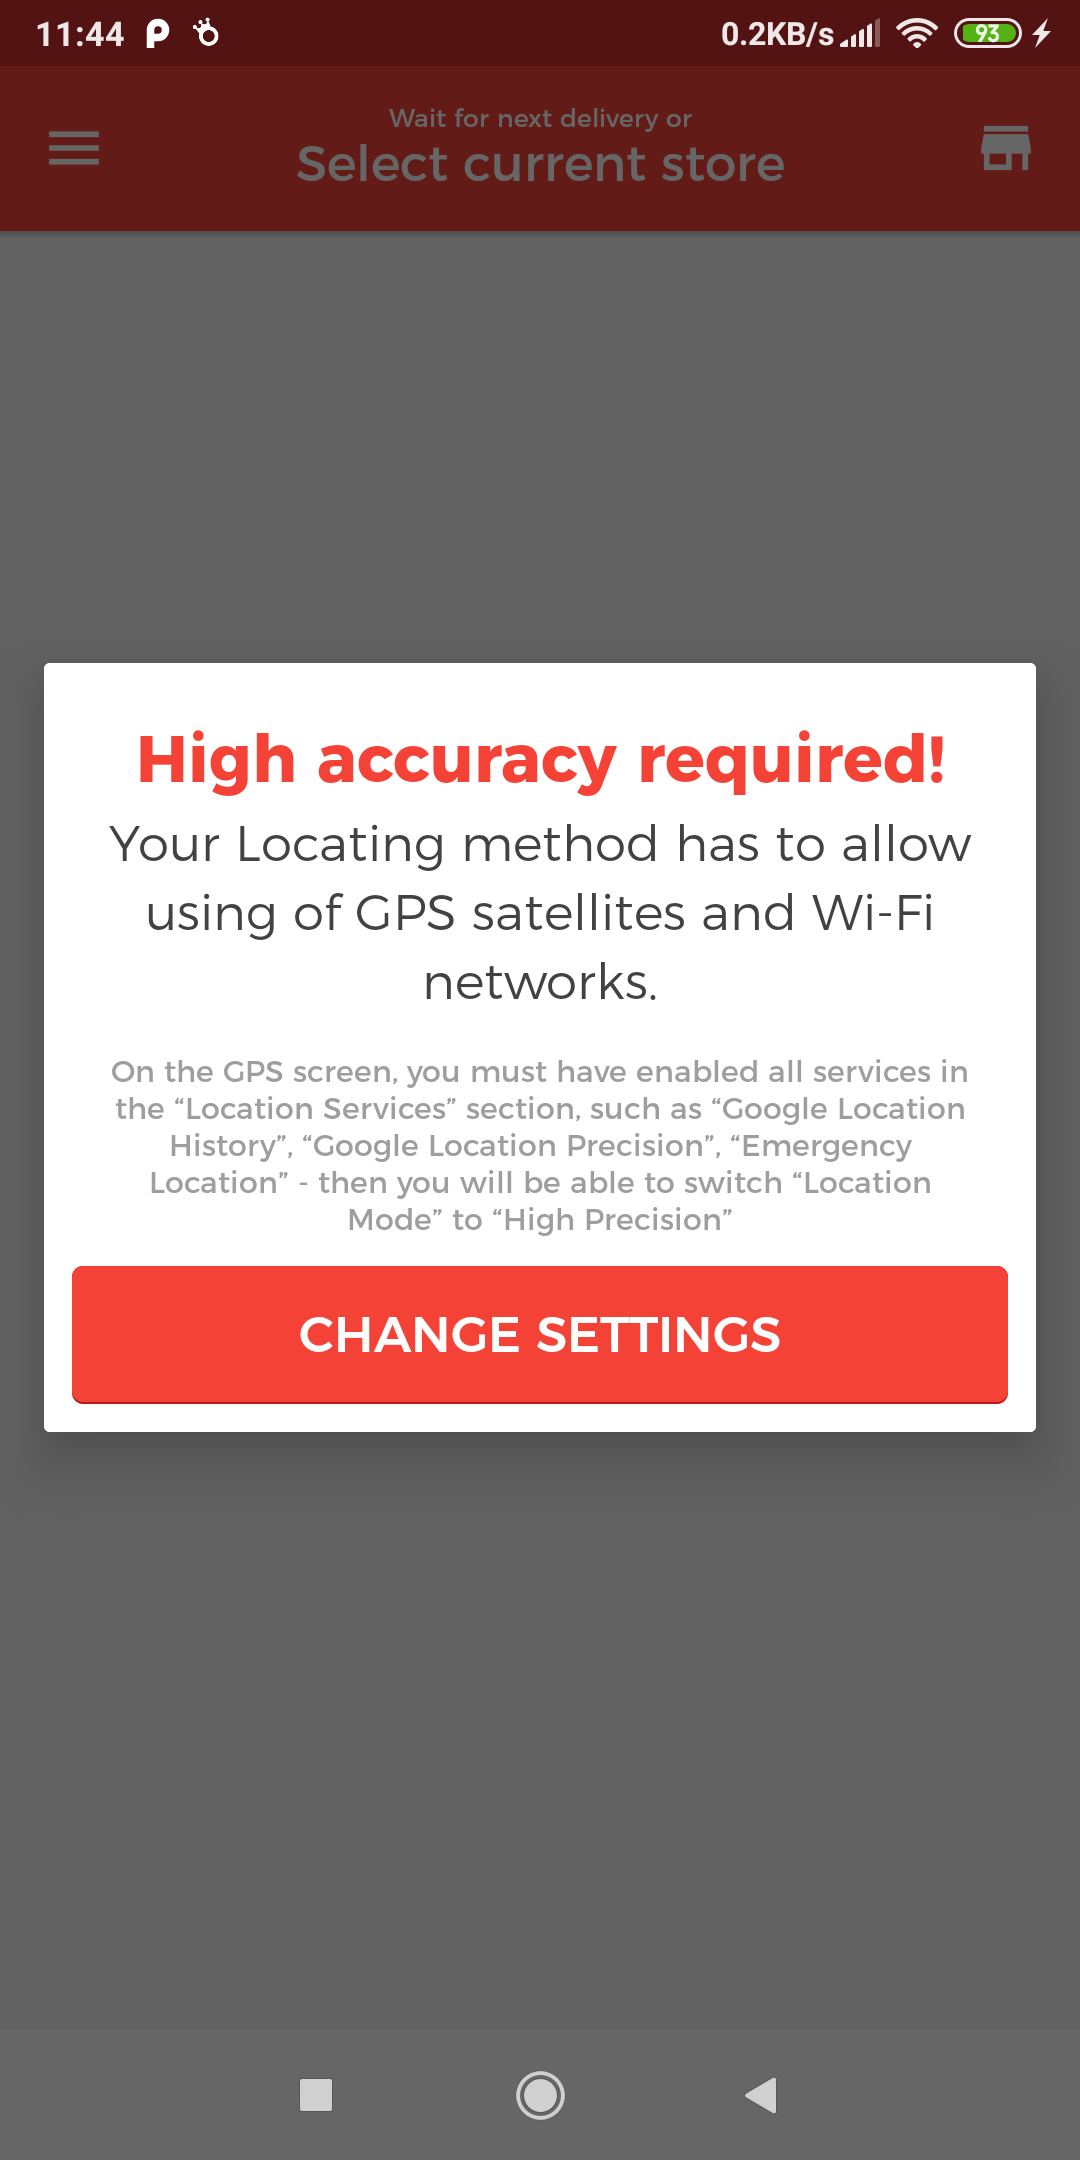 11:44
0.2KB/s
93
Wait for next delivery or
Select current store
High accuracy required!
Your Locating method has to allow
using of GPS satellites and Wi-Fi
networks.
On the GPS screen, you must have enabled all services in
the “Location Services” section, such as “Google Location
History”, “Google Location Precision”, “Emergency
Location” - then you will be able to switch “Location
Mode” to “High Precision”
CHANGE SETTINGS